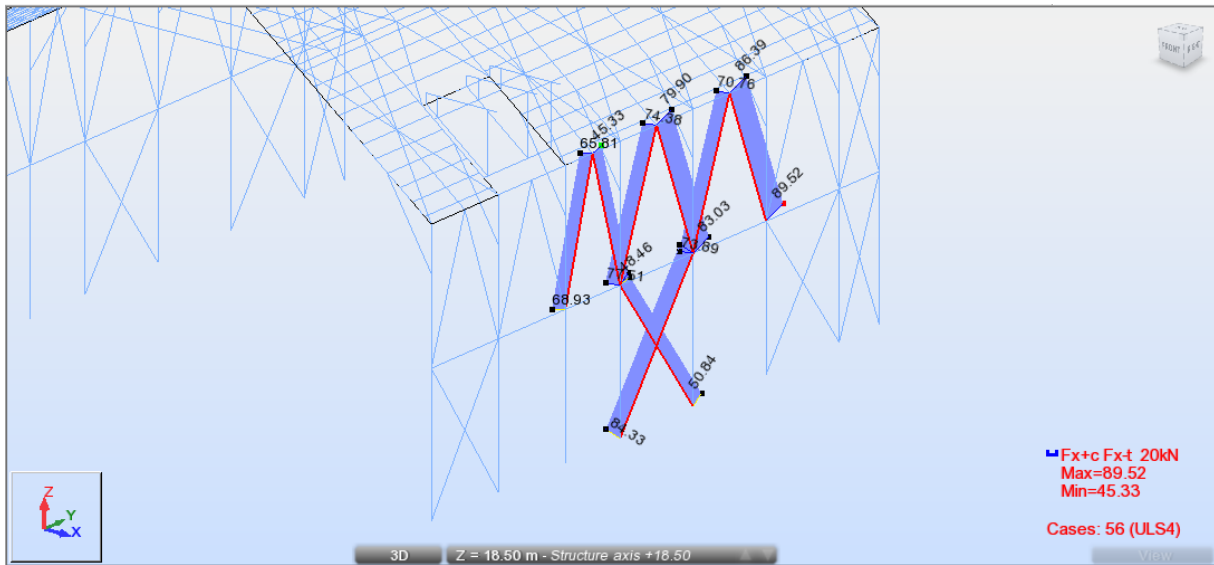 FRONT
86.39
70.76
79.90
74.38
45.33
65.81
89.52
83.03
48.46
68.93
50.84
84.33
Fx+c Fx-t 20kN
Max=89.52
Min=45.33
Cases: 56 (ULS4)
Z
Y
X
3D
Z = 18.50 m - Structure axis +18.50
View